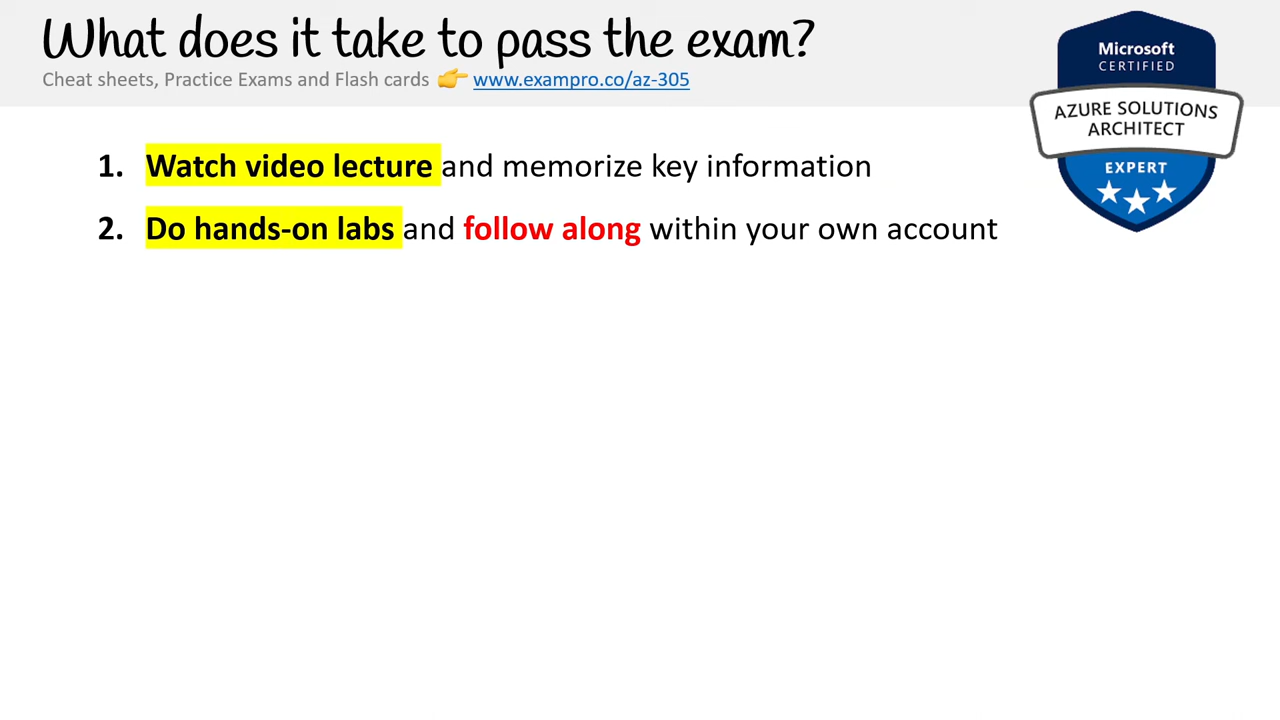 What does it take to pass the exam?
Cheat sheets, Practice Exams and Flash cards 👉 www.exampro.co/az-305
Microsoft
CERTIFIED
AZURE SOLUTIONS
ARCHITECT
EXPERT
1. Watch video lecture and memorize key information
2. Do hands-on labs and follow along within your own account